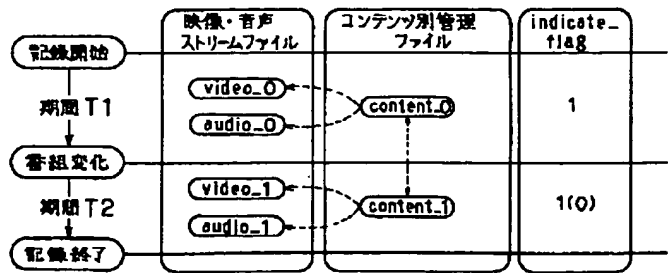 映像・音声
ストリームファイル
コンテンツ別管理
ファイル
indicate_
flag
記録開始
video_0
期間T1
content_0
1
audio_0
番組変化
video_1
期間T2
content_1
1(0)
audio_1
記録終了